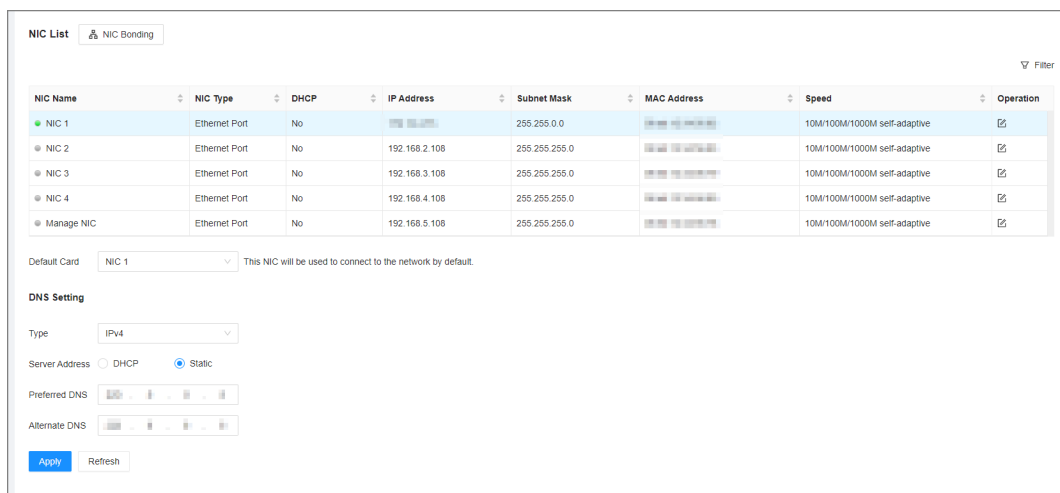 NIC List NIC Bonding
Filter
NIC Name NIC Type DHCP IP Address Subnet Mask MAC Address Speed Operation
NIC 1 Ethernet Port No 255.255.0.0 10M/100M/1000M self-adaptive
NIC 2 Ethernet Port No 192.168.2.108 255.255.255.0 10M/100M/1000M self-adaptive
NIC 3 Ethernet Port No 192.168.3.108 255.255.255.0 10M/100M/1000M self-adaptive
NIC 4 Ethernet Port No 192.168.4.108 255.255.255.0 10M/100M/1000M self-adaptive
Manage NIC Ethernet Port No 192.168.5.108 255.255.255.0 10M/100M/1000M self-adaptive
Default Card NIC 1 This NIC will be used to connect to the network by default.
DNS Setting
Type IPv4
Server Address DHCP Static
Preferred DNS
Alternate DNS
Apply Refresh